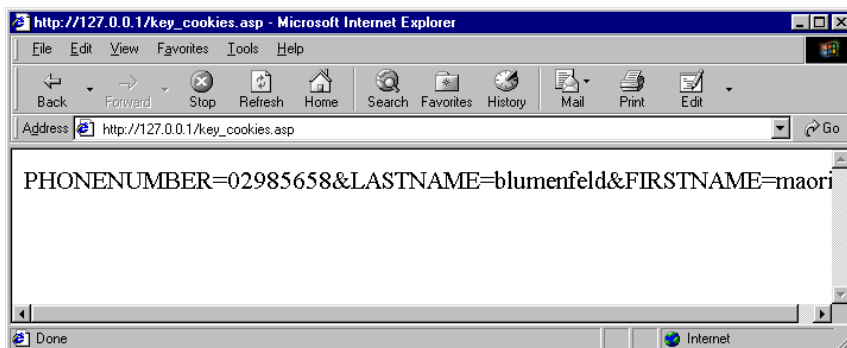 http://127.0.0.1/key_cookies.asp - Microsoft Internet Explorer
File Edit View Favorites Tools Help
Back Forward Stop Refresh Home Search Favorites History Mail Print Edit
Address http://127.0.0.1/key_cookies.asp Go
PHONENUMBER=02985658&LASTNAME=blumenfeld&FIRSTNAME=maori
Done Internet